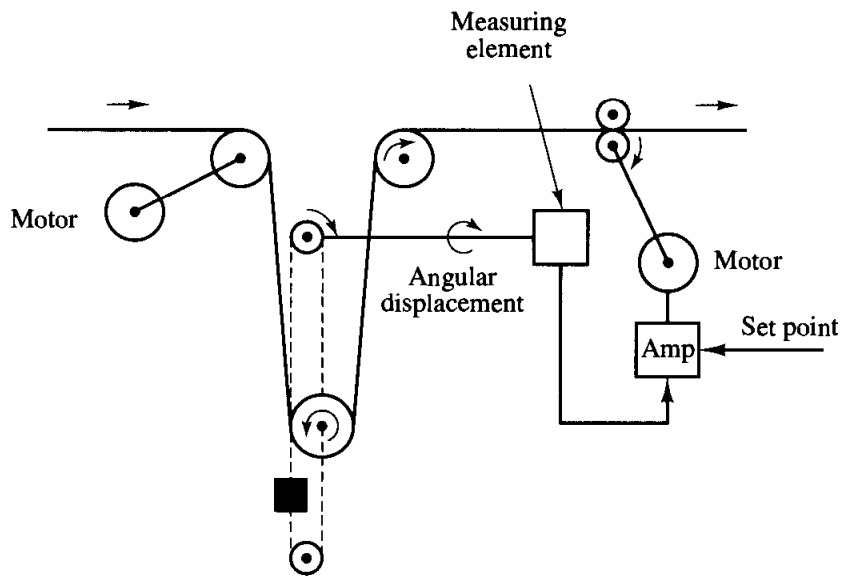 Measuring
element
Motor
Angular
displacement
Motor
Set point
Amp